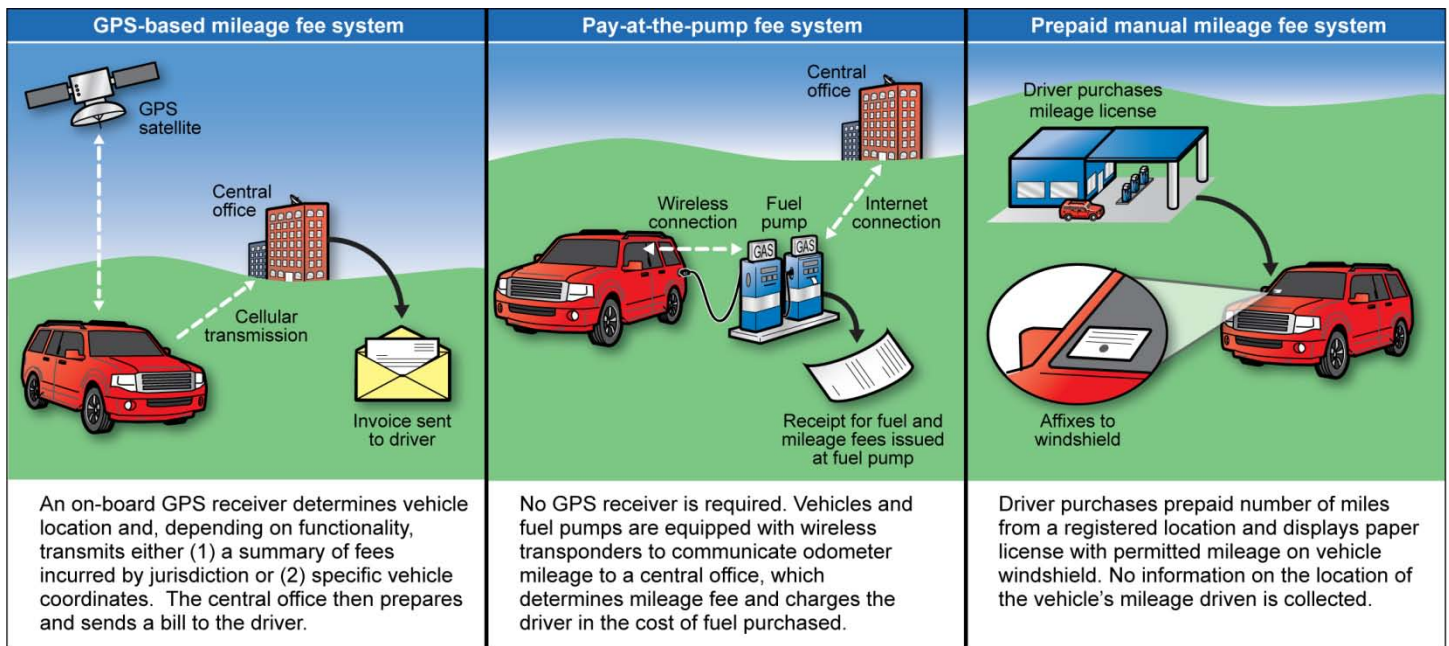 GPS-based mileage fee system
GPS
satellite
Central
office
Cellular
transmission
Invoice sent
to driver
An on-board GPS receiver determines vehicle
location and, depending on functionality,
transmits either (1) a summary of fees
incurred by jurisdiction or (2) specific vehicle
coordinates.  The central office then prepares
and sends a bill to the driver.
Pay-at-the-pump fee system
Central
office
Wireless
connection
Fuel
pump
Internet
connection
GAS
GAS
Receipt for fuel and
mileage fees issued
at fuel pump
No GPS receiver is required. Vehicles and
fuel pumps are equipped with wireless
transponders to communicate odometer
mileage to a central office, which
determines mileage fee and charges the
driver in the cost of fuel purchased.
Prepaid manual mileage fee system
Driver purchases
mileage license
Affixes to
windshield
Driver purchases prepaid number of miles
from a registered location and displays paper
license with permitted mileage on vehicle
windshield. No information on the location of
the vehicle's mileage driven is collected.